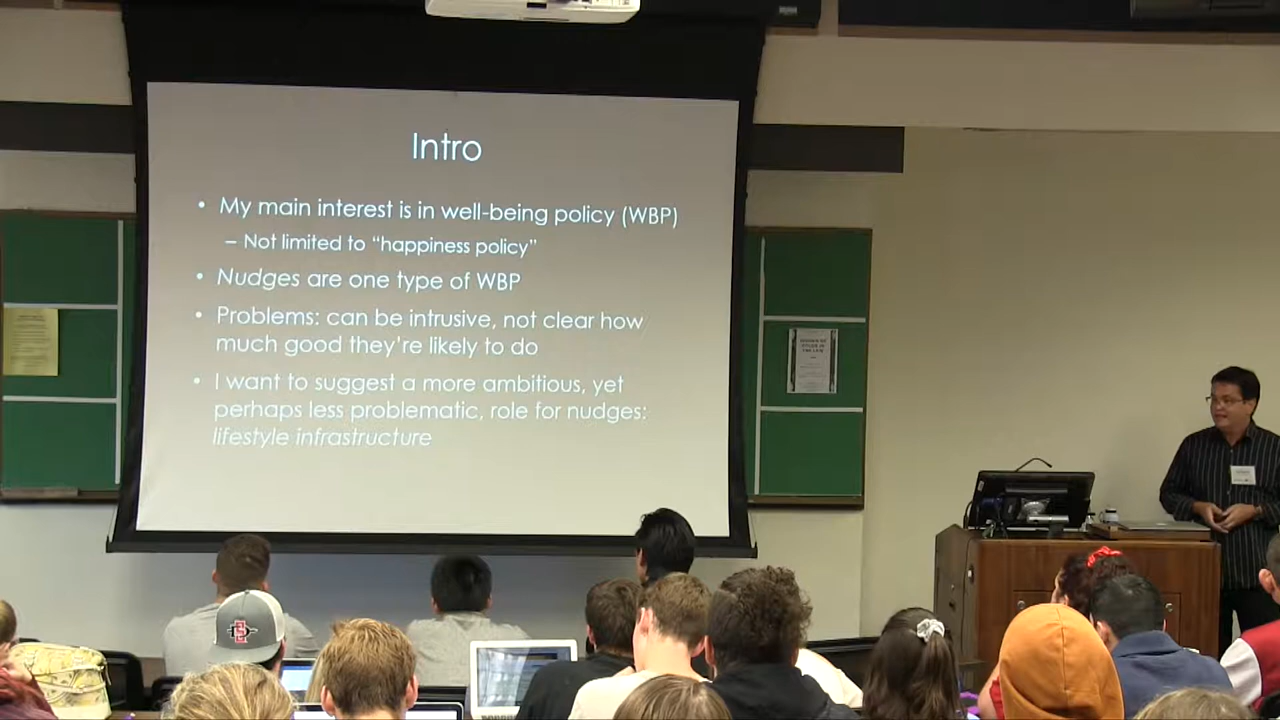 Intro
• My main interest is in well-being policy (WBP)
– Not limited to “happiness policy”
• Nudges are one type of WBP
• Problems: can be intrusive, not clear how
much good they’re likely to do
• I want to suggest a more ambitious, yet
perhaps less problematic, role for nudges:
lifestyle infrastructure